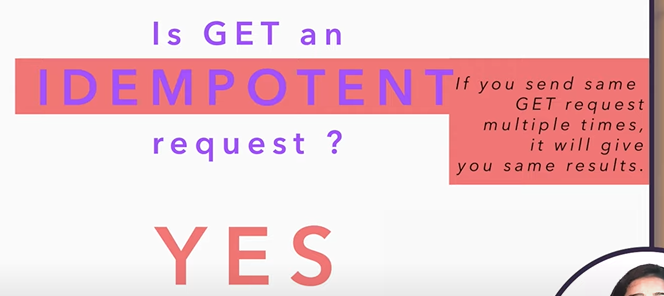 Is GET an
IDEMPOTENT
request ?
If you send same
GET request
multiple times,
it will give
you same results.
YES